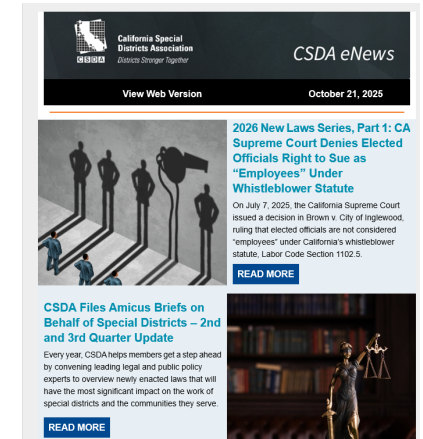 California Special
Districts Association
CSDA
Districts Stronger Together
CSDA eNews
View Web Version
October 21, 2025
2026 New Laws Series, Part 1: CA
Supreme Court Denies Elected
Officials Right to Sue as
“Employees” Under
Whistleblower Statute
On July 7, 2025, the California Supreme Court
issued a decision in Brown v. City of Inglewood,
ruling that elected officials are not considered
“employees” under California's whistleblower
statute, Labor Code Section 1102.5.
READ MORE
CSDA Files Amicus Briefs on
Behalf of Special Districts – 2nd
and 3rd Quarter Update
Every year, CSDA helps members get a step ahead
by convening leading legal and public policy
experts to overview newly enacted laws that will
have the most significant impact on the work of
special districts and the communities they serve.
READ MORE